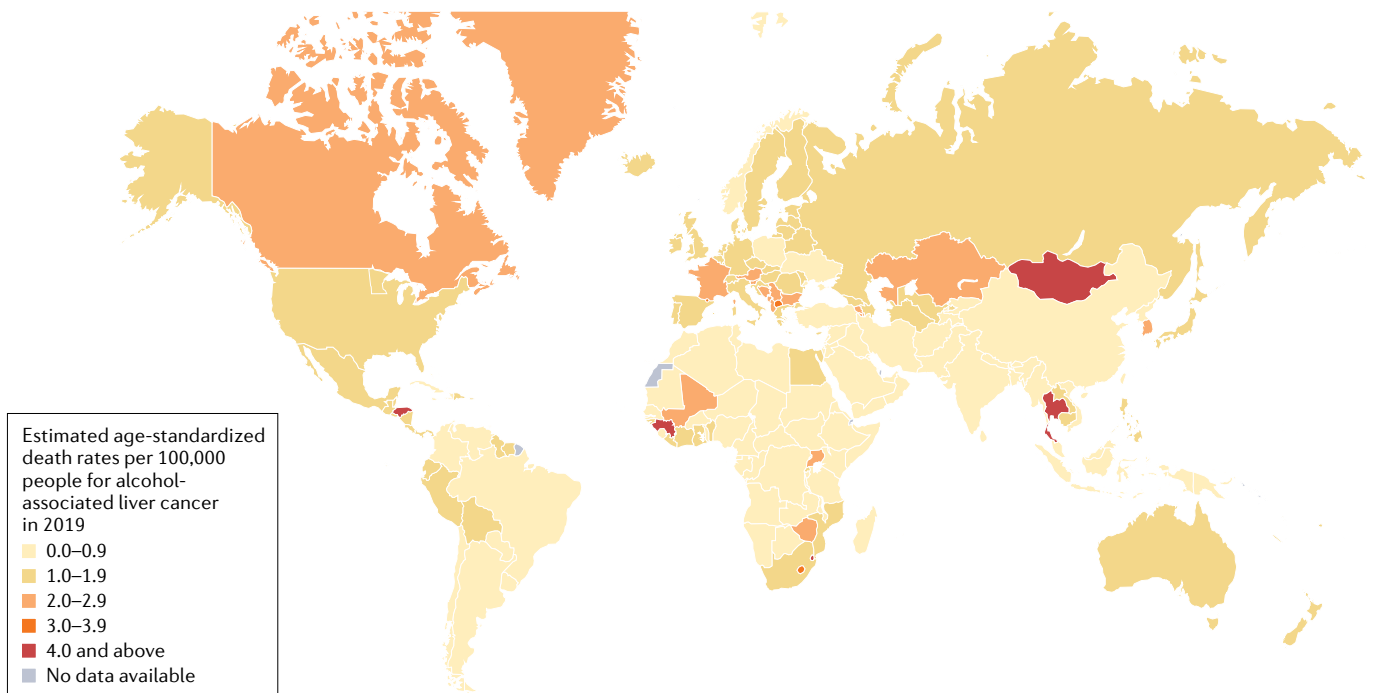 Estimated age-standardized
death rates per 100,000
people for alcohol-
associated liver cancer
in 2019
0.0–0.9
1.0–1.9
2.0–2.9
3.0–3.9
4.0 and above
No data available